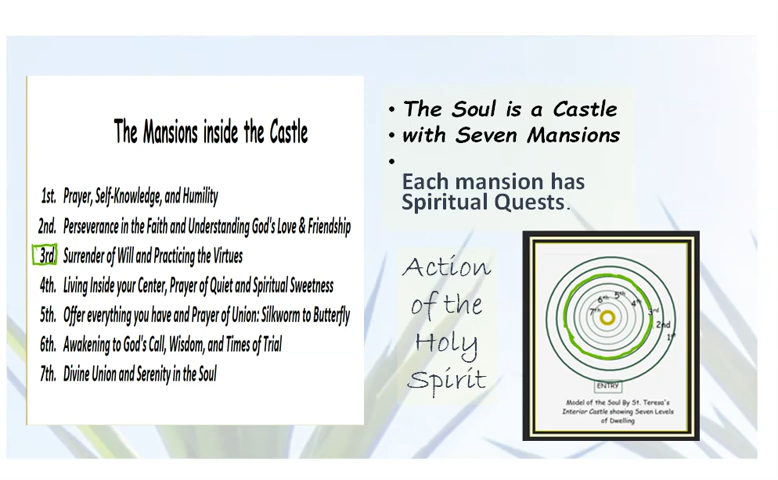 The Mansions inside the Castle
1st. Prayer, Self-Knowledge, and Humility
2nd. Perseverance in the Faith and Understanding God's Love & Friendship
3rd Surrender of Will and Practicing the Virtues
4th. Living Inside your Center, Prayer of Quiet and Spiritual Sweetness
5th. Offer everything you have and Prayer of Union: Silkworm to Butterfly
6th. Awakening to God's Call, Wisdom, and Times of Trial
7th. Divine Union and Serenity in the Soul
• The Soul is a Castle
• with Seven Mansions
•
Each mansion has
Spiritual Quests.
Action
of the
Holy
Spirit
7th
6th
5th
4th
3rd
2nd
1st
ENTRY
Model of the Soul By St. Teresa's
Interior Castle showing Seven Levels
of Dwelling